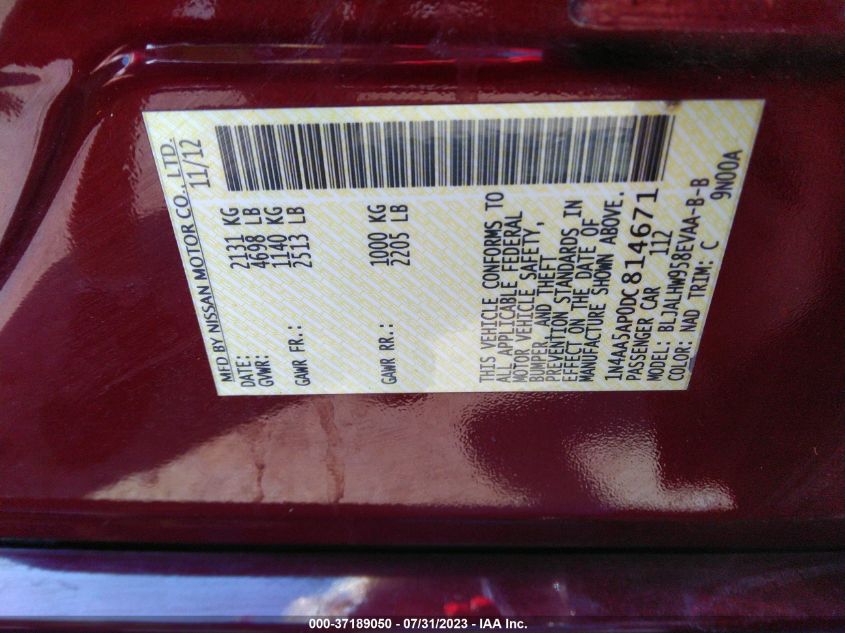 MFD BY NISSAN MOTOR CO., LTD.
DATE: 11/12
GVWR: 2131 KG
4698 LB
GAWR FR.: 1140 KG
2513 LB
GAWR RR.: 1000 KG
2205 LB
THIS VEHICLE CONFORMS TO
ALL APPLICABLE FEDERAL
MOTOR VEHICLE SAFETY,
BUMPER, AND THEFT
PREVENTION STANDARDS IN
EFFECT ON THE DATE OF
MANUFACTURE SHOWN ABOVE.
1N4AA5AP0DC814671
PASSENGER CAR 112
MODEL: BLJALHW958EVAA-B-B
COLOR: NAD TRIM: C 9N00A
000-37189050 - 07/31/2023 - IAA Inc.